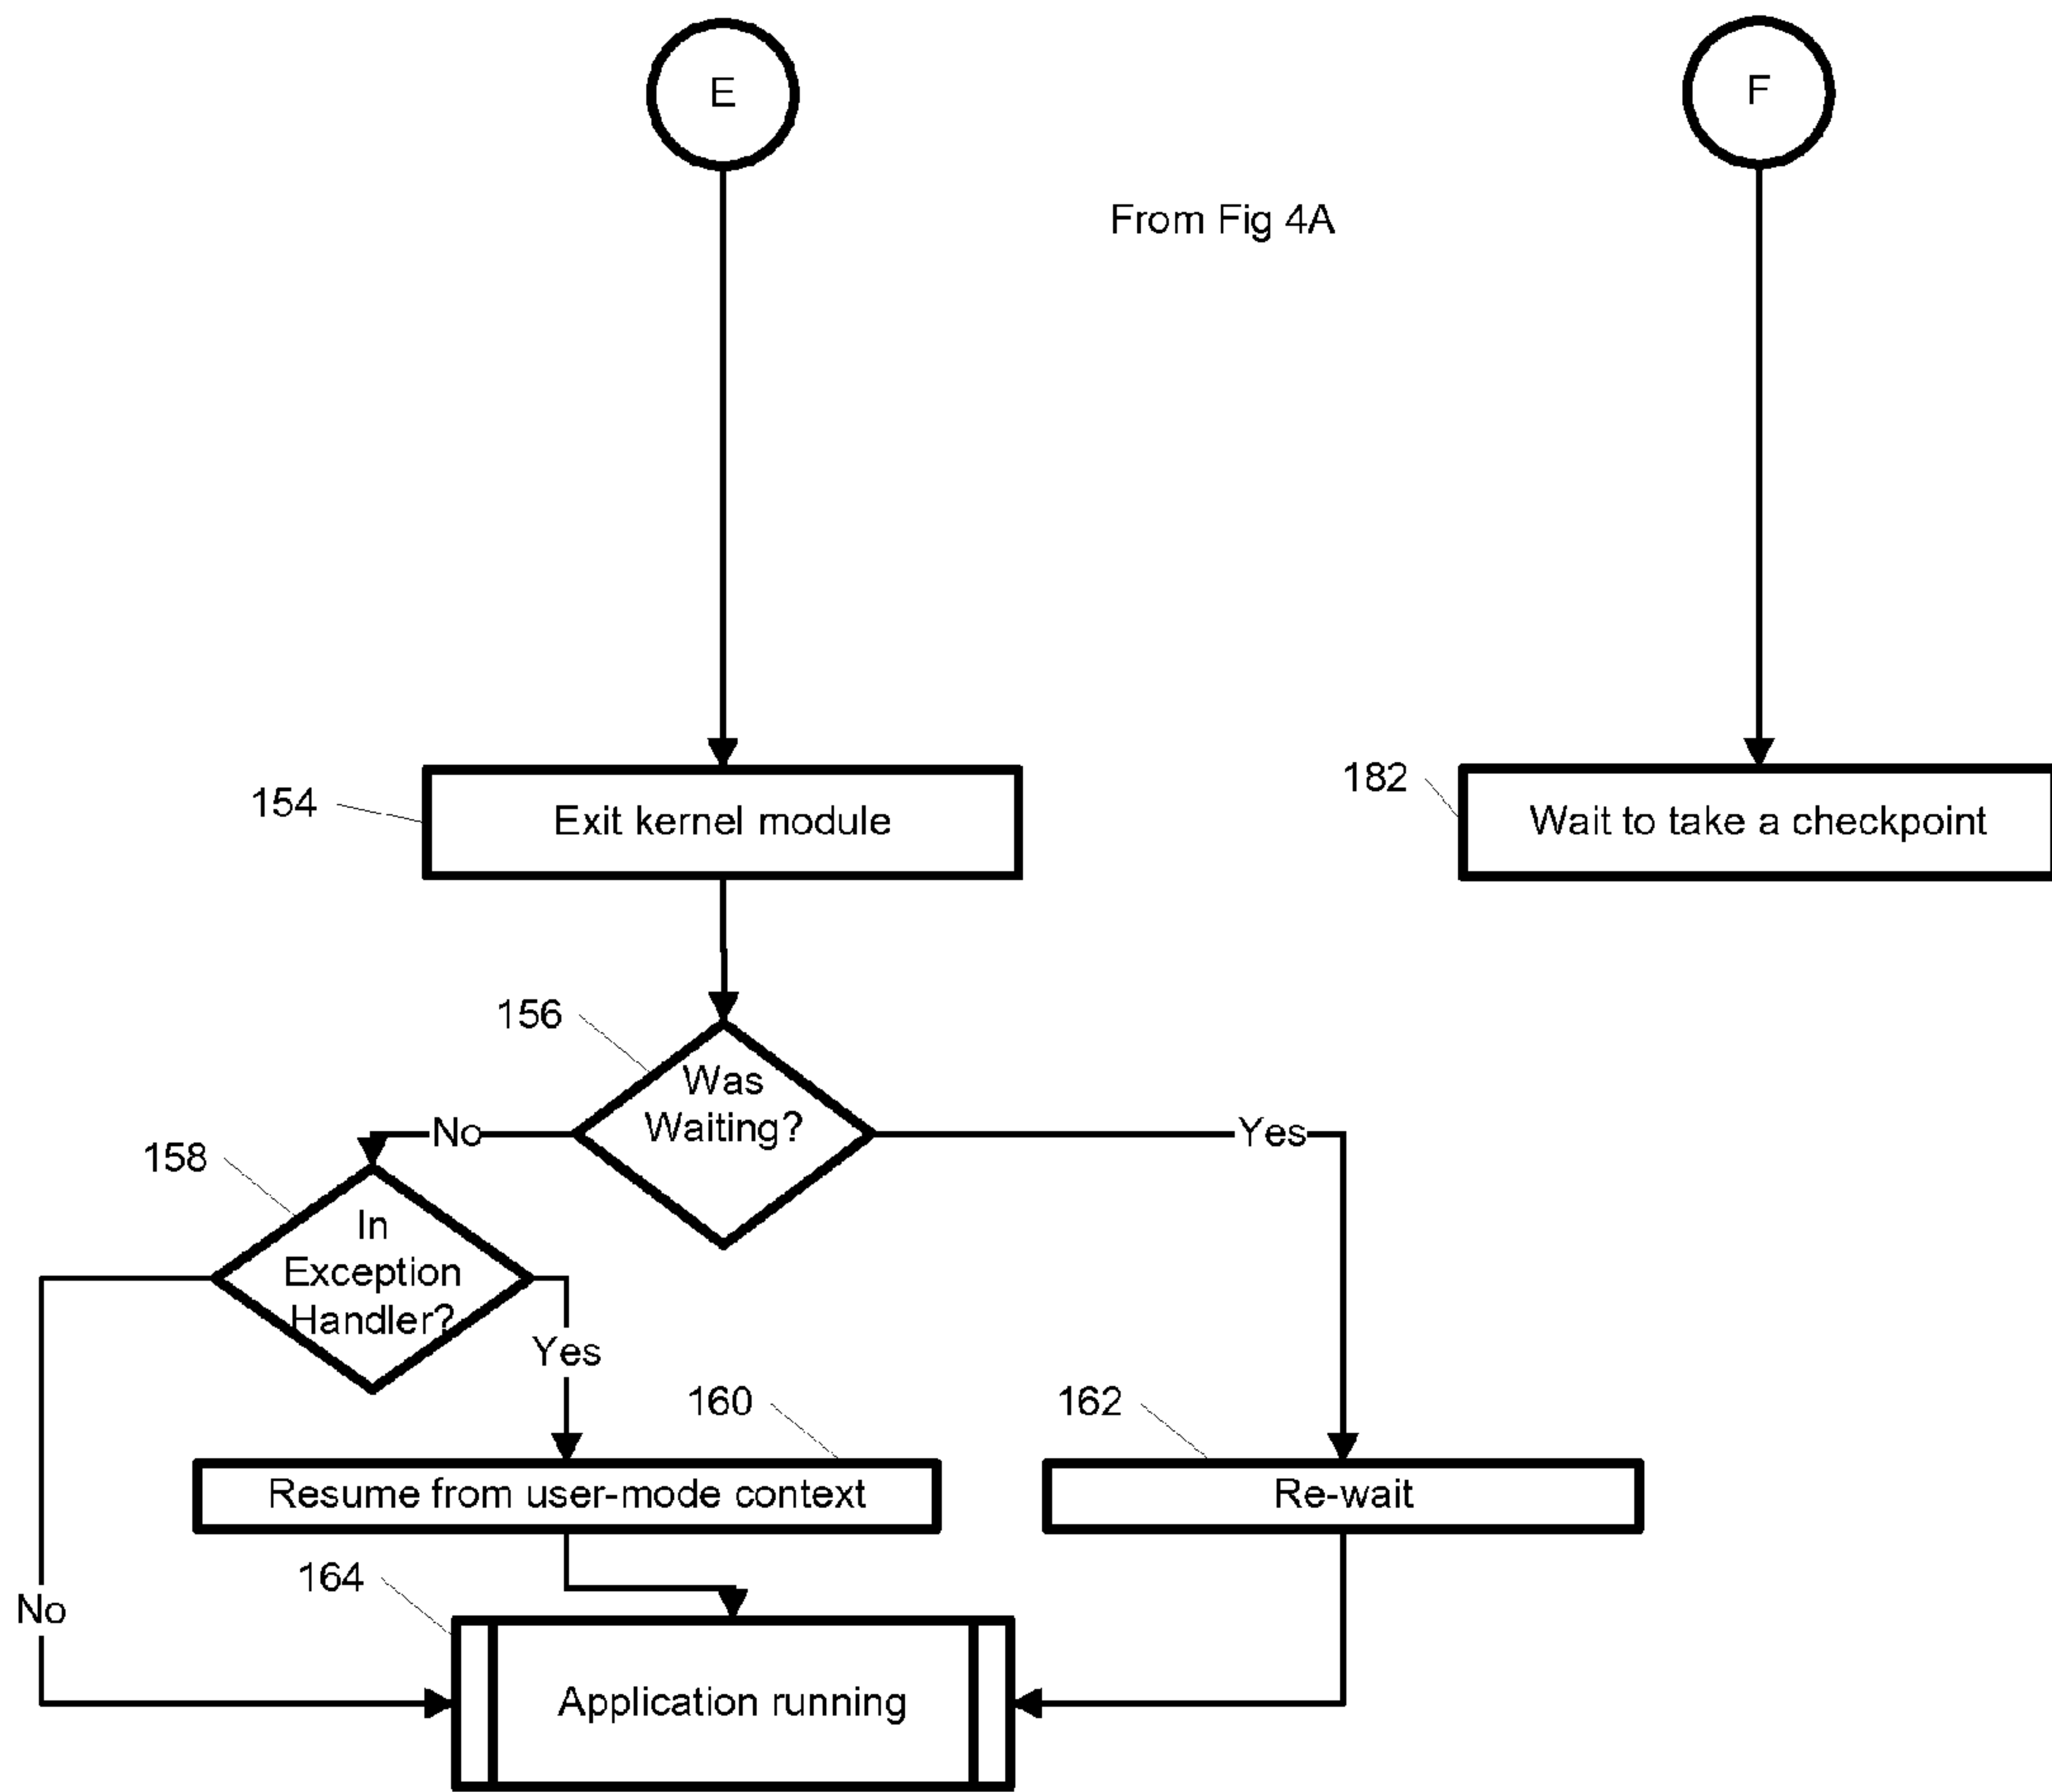 E
F
From Fig 4A
154
Exit kernel module
182
Wait to take a checkpoint
156
Was
Waiting?
No
Yes
158
In
Exception
Handler?
Yes
160
Resume from user-mode context
162
Re-wait
164
No
Application running